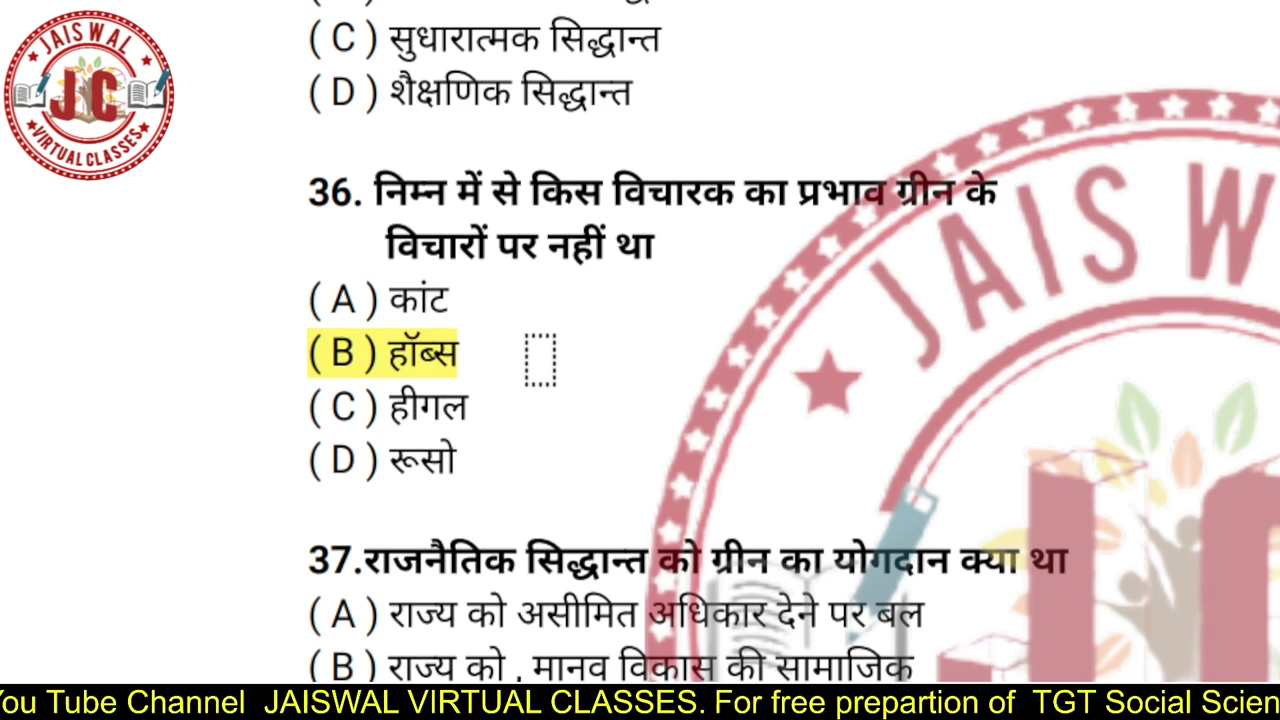 ( C ) सुधारात्मक सिद्धान्त
( D ) शैक्षणिक सिद्धान्त
JAISWAL
JC
VIRTUAL CLASSES
36. निम्न में से किस विचारक का प्रभाव ग्रीन के
विचारों पर नहीं था
( A ) कांट
( B ) हॉब्स
( C ) हीगल
( D ) रूसो
JAISW
37.राजनैतिक सिद्धान्त को ग्रीन का योगदान क्या था
( A ) राज्य को असीमित अधिकार देने पर बल
( B ) राज्य को , मानव विकास की सामाजिक
You Tube Channel JAISWAL VIRTUAL CLASSES. For free prepartion of TGT Social Scien